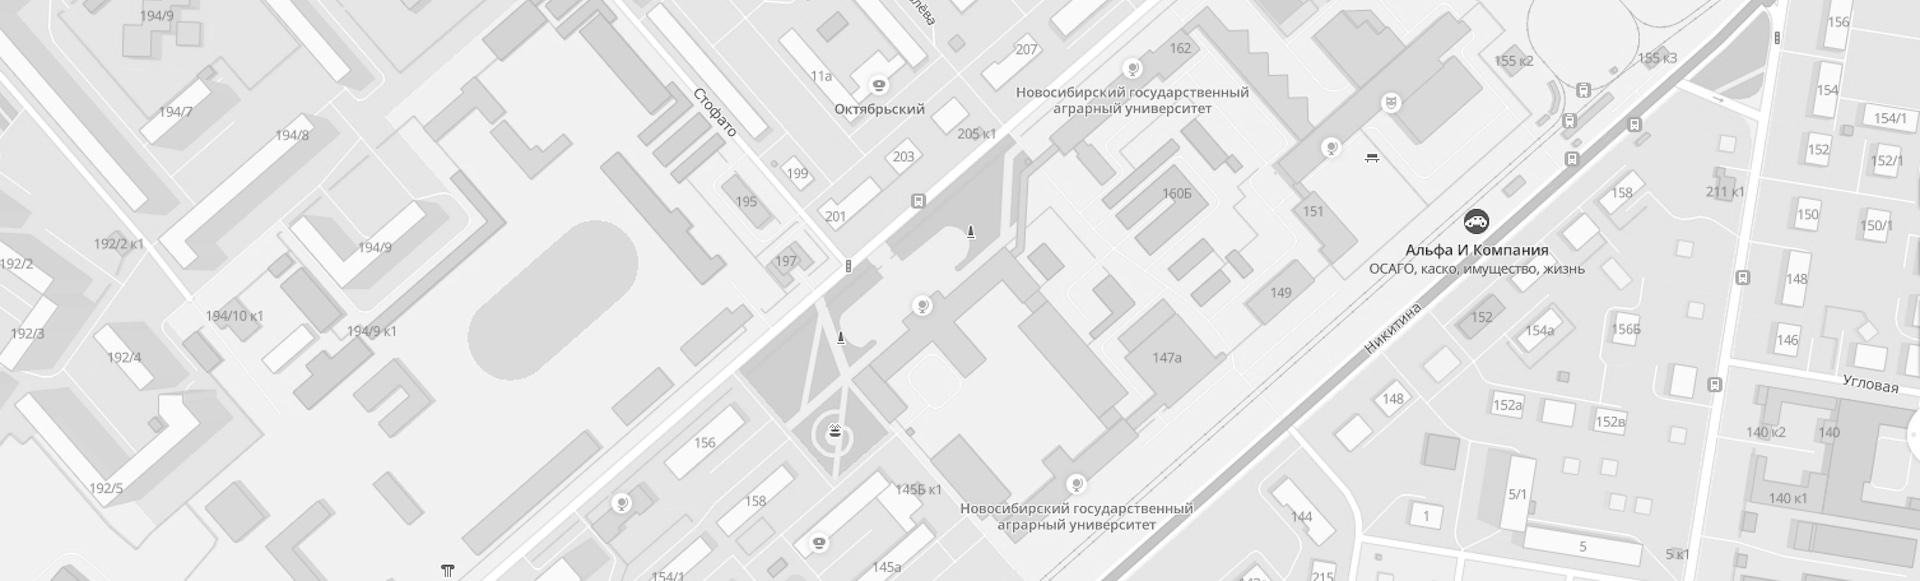 194/9
207
162
156
155 к2
155 к3
11а
Новосибирский государственный
аграрный университет
154
Октябрьский
194/7
Стофато
154/1
194/8
205 к1
152
203
152/1
199
211 к1
158
160Б
195
201
151
150
150/1
192/2 к1
194/9
Альфа И Компания
ОСАГО, каско, имущество, жизнь
192/2
197
148
149
194/10 к1
152
Никитина
156Б
194/9 к1
154а
192/3
146
192/4
147а
Угловая
148
152а
152в
156
140 к2
140
192/5
145Б к1
5/1
140 к1
158
Новосибирский государственный
аграрный университет
144
1
5
5 к1
145а
154/1
215